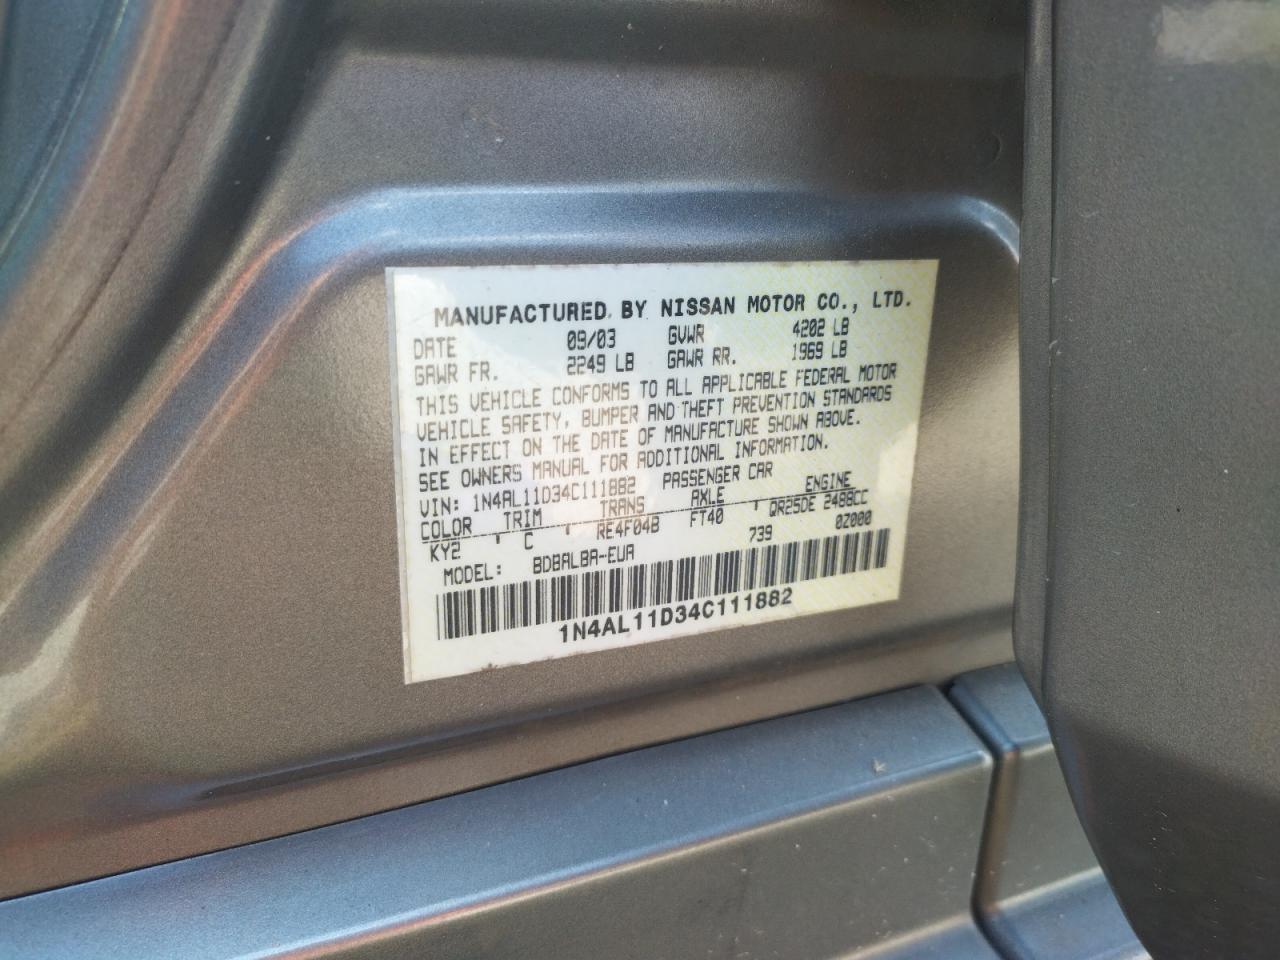 MANUFACTURED BY NISSAN MOTOR CO., LTD.
DATE 09/03 GVWR 4202 LB
GAWR FR. 2249 LB GAWR RR. 1969 LB
THIS VEHICLE CONFORMS TO ALL APPLICABLE FEDERAL MOTOR
VEHICLE SAFETY, BUMPER AND THEFT PREVENTION STANDARDS
IN EFFECT ON THE DATE OF MANUFACTURE SHOWN ABOVE.
SEE OWNERS MANUAL FOR ADDITIONAL INFORMATION.
VIN: 1N4AL11D34C111882 PASSENGER CAR
COLOR TRIM TRANS AXLE ENGINE
KY2 ' C ' RE4F04B FT40 ' QR25DE 2488CC
MODEL: BDBALBA-EUA 739 0Z000
1N4AL11D34C111882